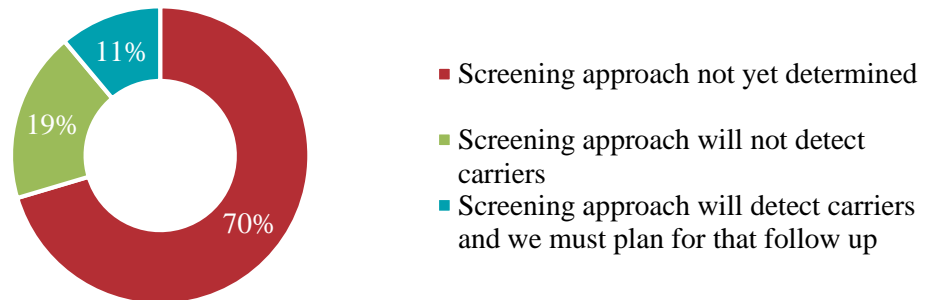 11%
19%
70%
Screening approach not yet determined
Screening approach will not detect
carriers
Screening approach will detect carriers
and we must plan for that follow up